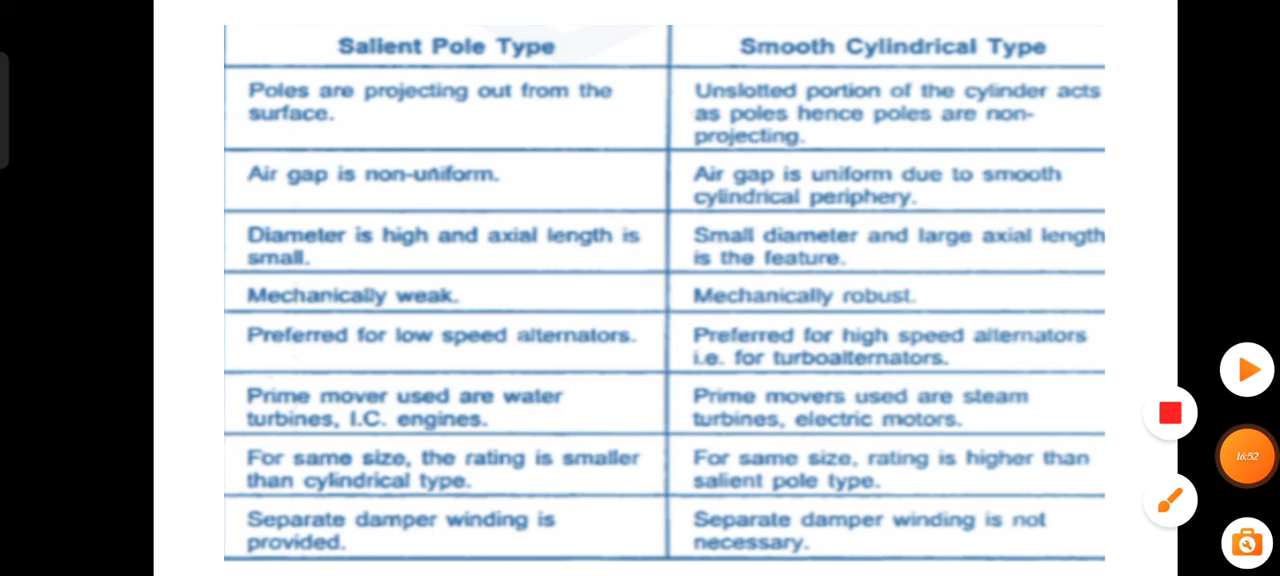 Salient Pole Type
Smooth Cylindrical Type
Poles are projecting out from the
surface.
Unslotted portion of the cylinder acts
as poles hence poles are non-
projecting.
Air gap is non-uniform.
Air gap is uniform due to smooth
cylindrical periphery.
Diameter is high and axial length is
small.
Small diameter and large axial length
is the feature.
Mechanically weak.
Mechanically robust.
Preferred for low speed alternators.
Preferred for high speed alternators
i.e. for turboalternators.
Prime mover used are water
turbines, I.C. engines.
Prime movers used are steam
turbines, electric motors.
For same size, the rating is smaller
than cylindrical type.
For same size, rating is higher than
salient pole type.
Separate damper winding is
provided.
Separate damper winding is not
necessary.
16:52